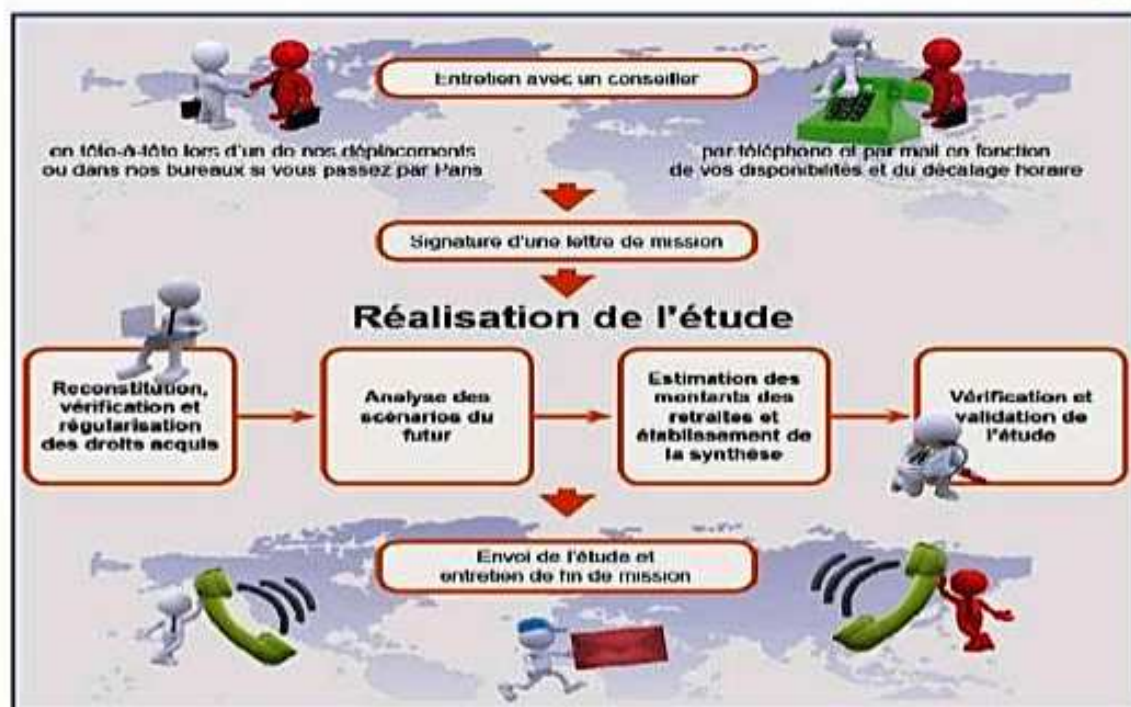 Entretien avec un conseiller
en tête-à-tête lors d'un de nos déplacements
ou dans nos bureaux si vous passez par Paris
par téléphone et par mail en fonction
de vos disponibilités et du décalage horaire
Signature d'une lettre de mission
Réalisation de l'étude
Reconstitution,
vérification et
régularisation
des droits acquis
Analyse des
scénarios du
futur
Estimation des
montants des
retraites et
établissement de
la synthèse
Vérification et
validation de
l'étude
Envoi de l'étude et
entretien de fin de mission